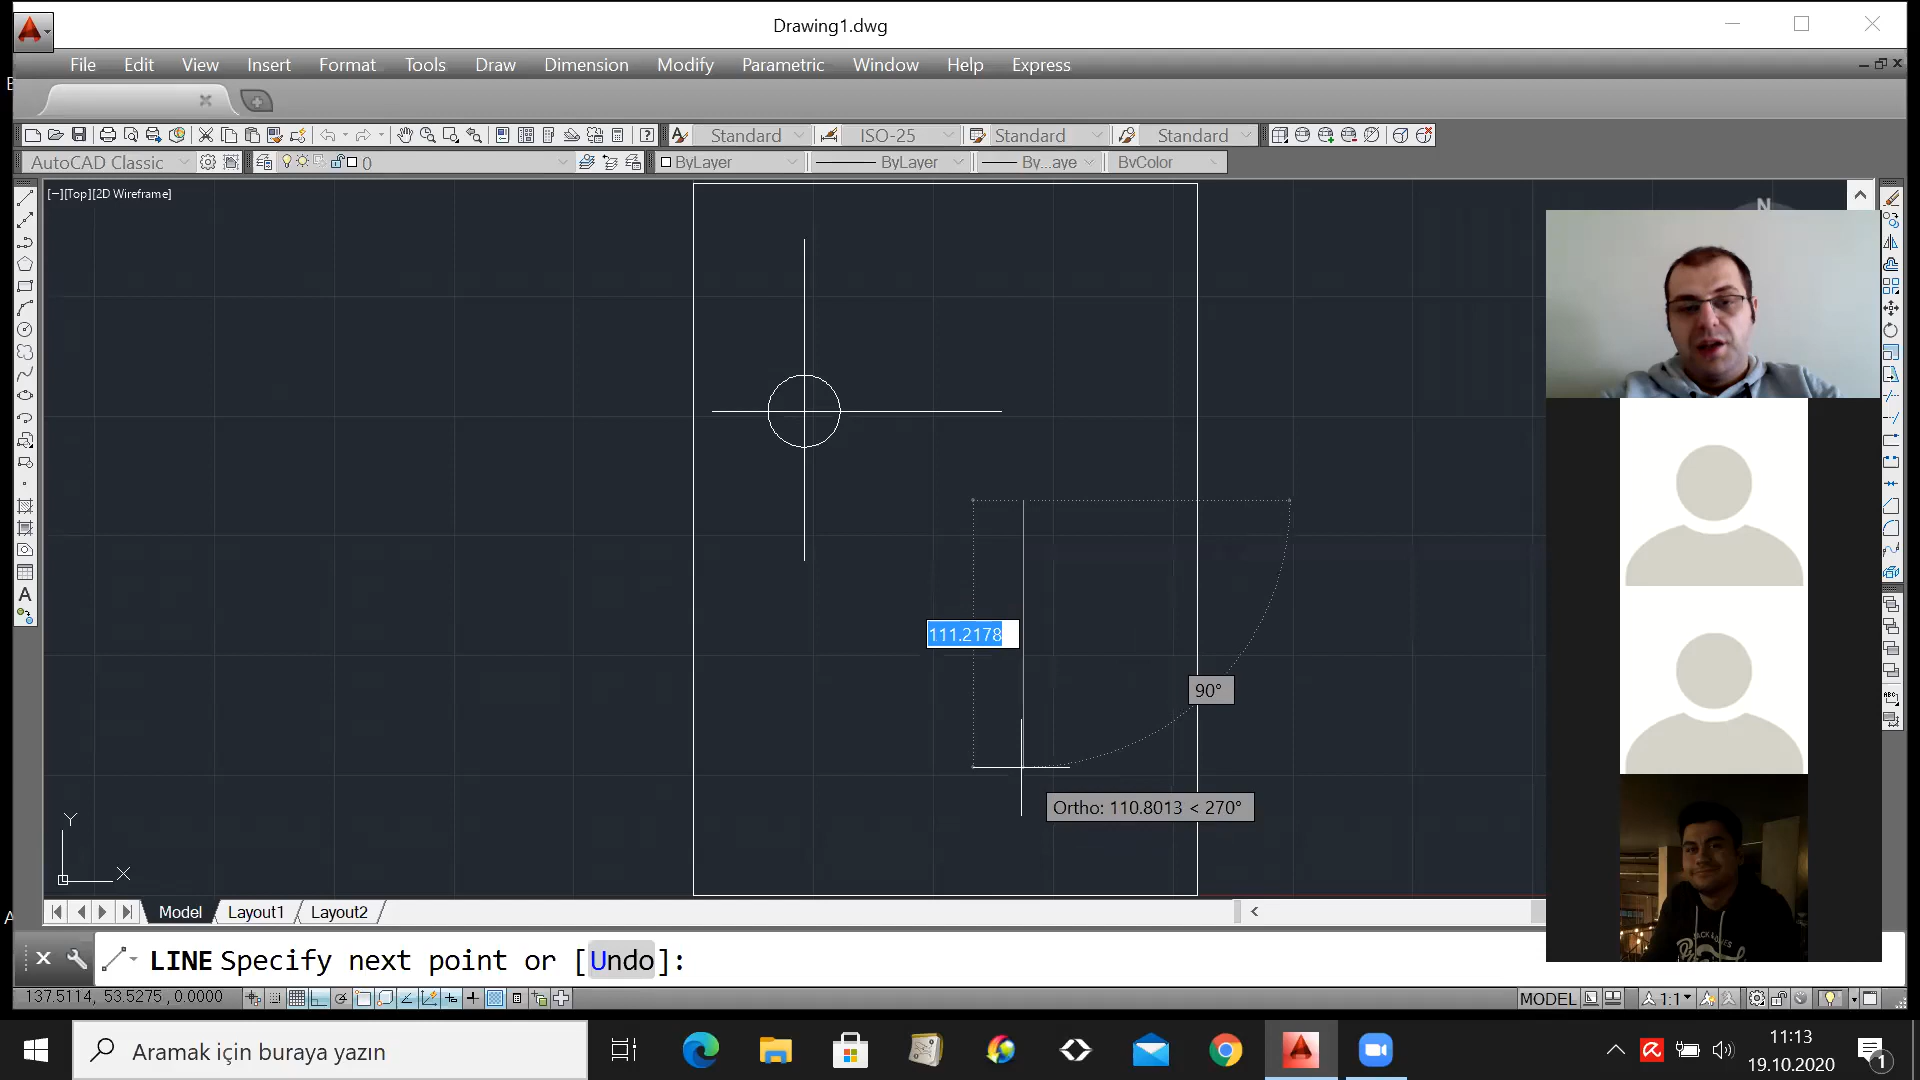 Drawing1.dwg
File Edit View Insert Format Tools Draw Dimension Modify Parametric Window Help Express
Standard ISO-25 Standard Standard
AutoCAD Classic 0 ByLayer ByLayer By...aye ByColor
[−][Top][2D Wireframe]
N
111.2178
90°
Ortho: 110.8013 < 270°
Y
X
Model Layout1 Layout2
LINE Specify next point or [Undo]:
137.5114, 53.5275, 0.0000 MODEL 1:1
Aramak için buraya yazın
11:13
19.10.2020
1